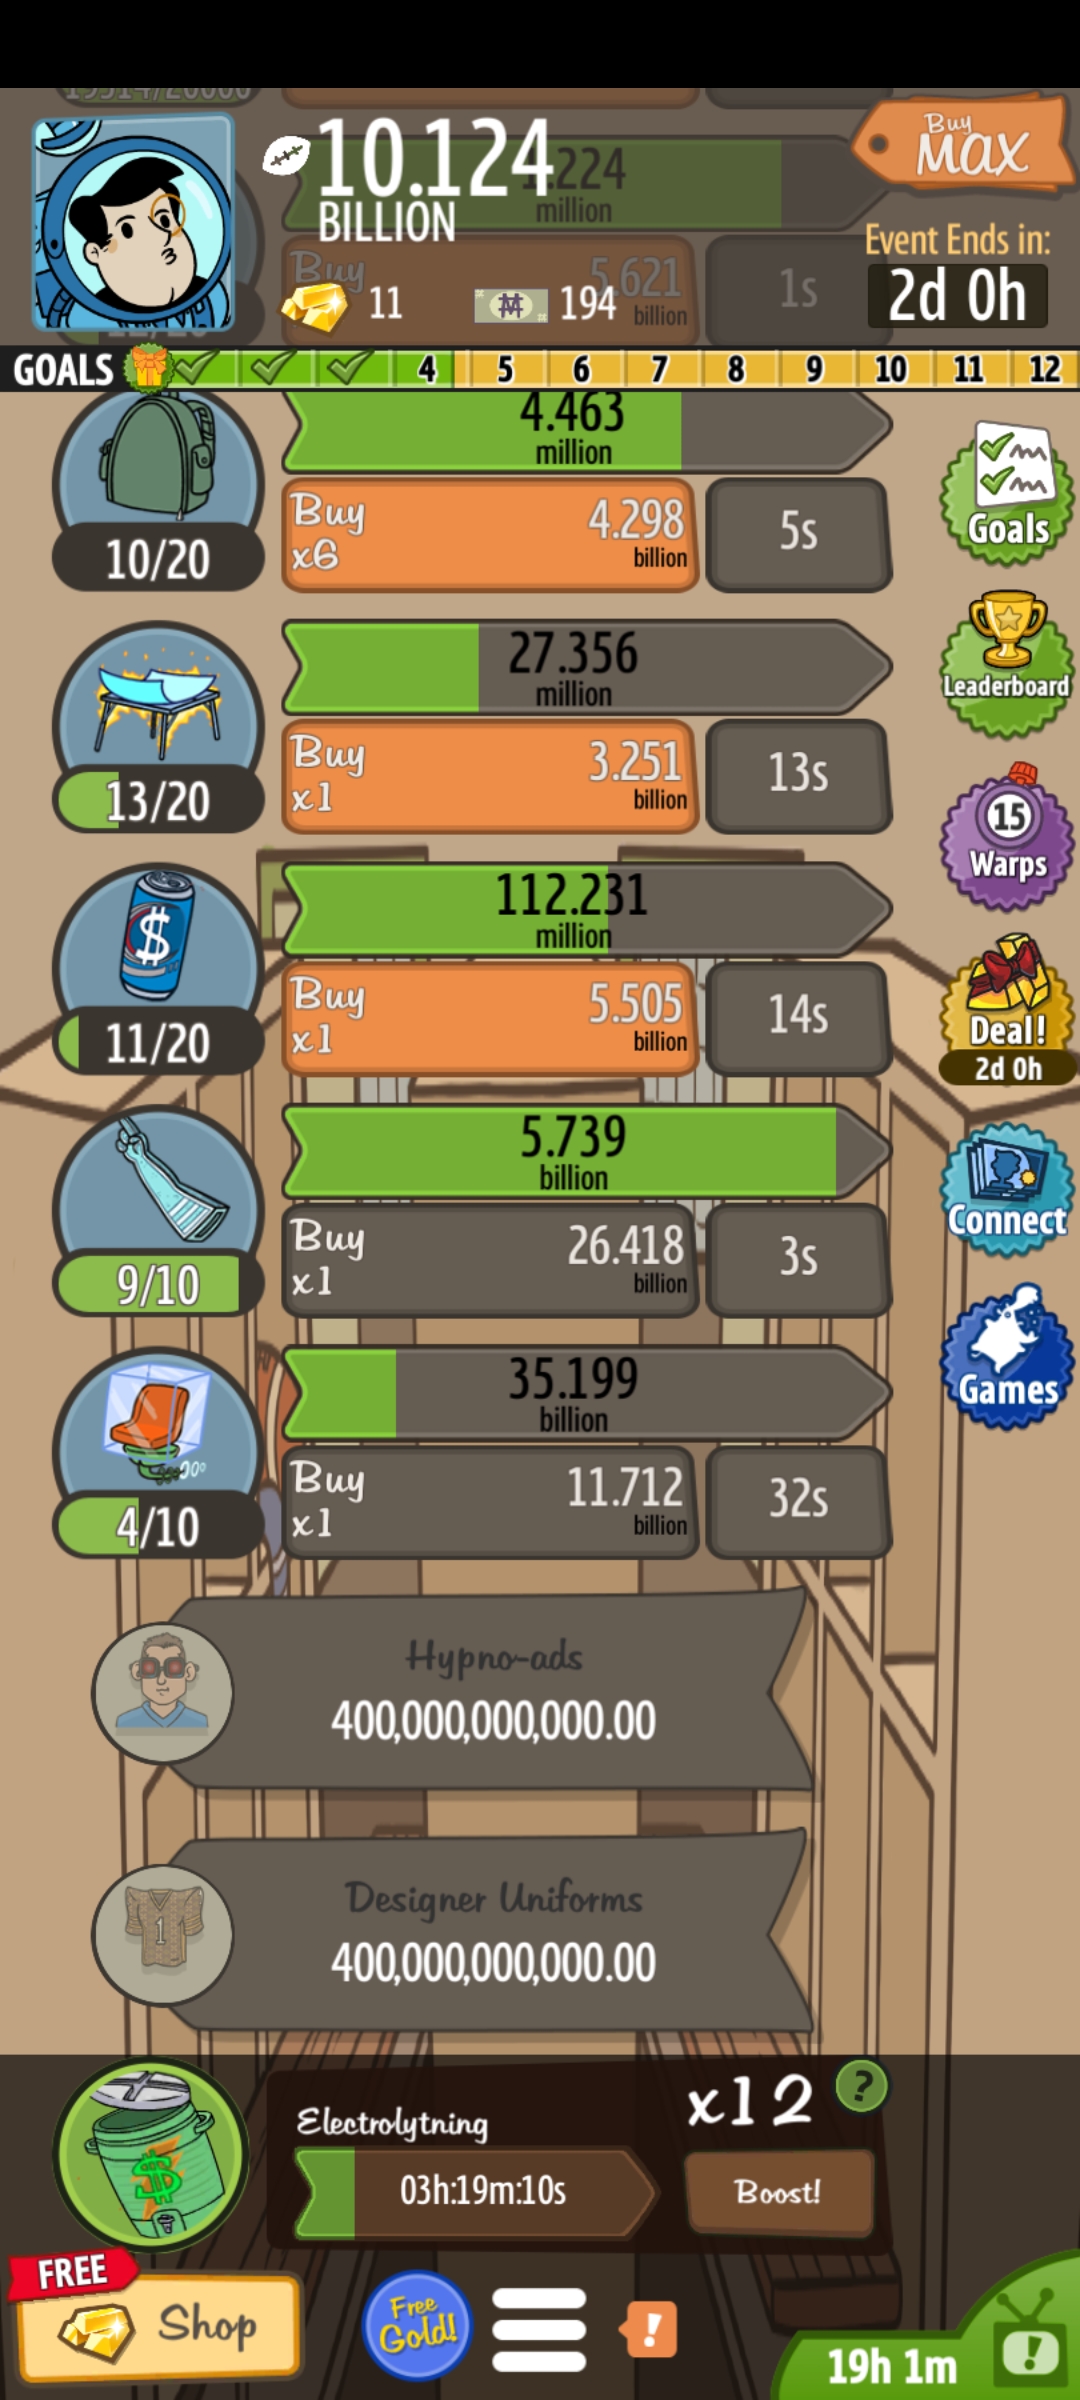 19514/20000
10.124
BILLION
.224
million
Buy
MAX
Event Ends in:
2d 0h
Buy
5.621
billion
1s
11
194
GOALS
4
5
6
7
8
9
10
11
12
4.463
million
Buy
x6
4.298
billion
5s
10/20
Goals
27.356
million
Buy
x1
3.251
billion
13s
13/20
Leaderboard
15
Warps
112.231
million
Buy
x1
5.505
billion
14s
$
11/20
Deal!
2d 0h
5.739
billion
Buy
x1
26.418
billion
3s
9/10
Connect
35.199
billion
Buy
x1
11.712
billion
32s
4/10
Games
Hypno-ads
400,000,000,000.00
Designer Uniforms
400,000,000,000.00
1
Electrolytning
x12
?
03h:19m:10s
Boost!
$
FREE
Shop
Free
Gold!
!
19h 1m
!